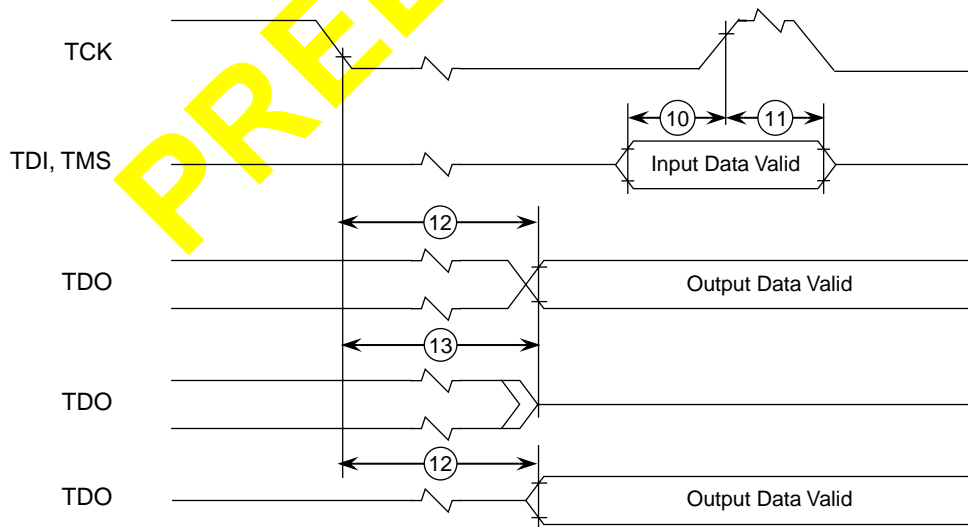 TCK
10 11
TDI, TMS Input Data Valid
12
TDO Output Data Valid
13
TDO
12
TDO Output Data Valid